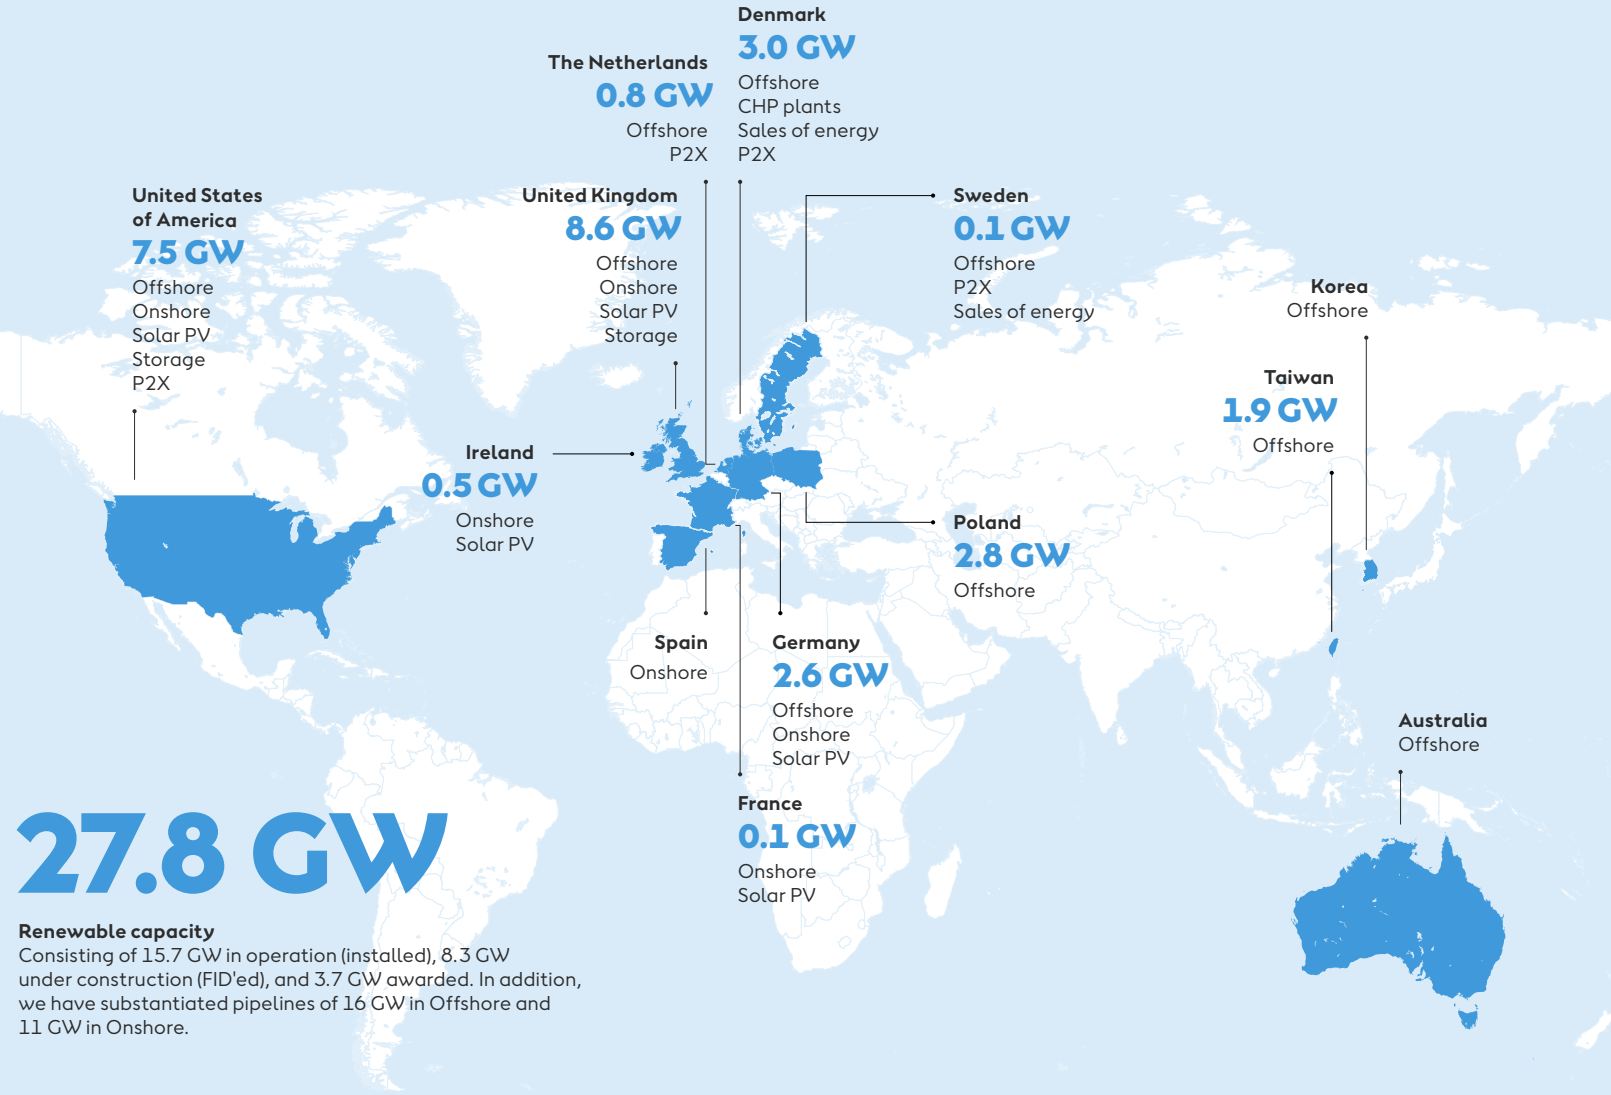 Denmark
3.0 GW
Offshore
CHP plants
Sales of energy
P2X
The Netherlands
0.8 GW
Offshore
P2X
United States
of America
7.5 GW
Offshore
Onshore
Solar PV
Storage
P2X
United Kingdom
8.6 GW
Offshore
Onshore
Solar PV
Storage
Sweden
0.1 GW
Offshore
P2X
Sales of energy
Korea
Offshore
Taiwan
1.9 GW
Offshore
Ireland
0.5 GW
Onshore
Solar PV
Poland
2.8 GW
Offshore
Spain
Onshore
Germany
2.6 GW
Offshore
Onshore
Solar PV
France
0.1 GW
Onshore
Solar PV
Australia
Offshore
27.8 GW
Renewable capacity
Consisting of 15.7 GW in operation (installed), 8.3 GW
under construction (FID'ed), and 3.7 GW awarded. In addition,
we have substantiated pipelines of 16 GW in Offshore and
11 GW in Onshore.